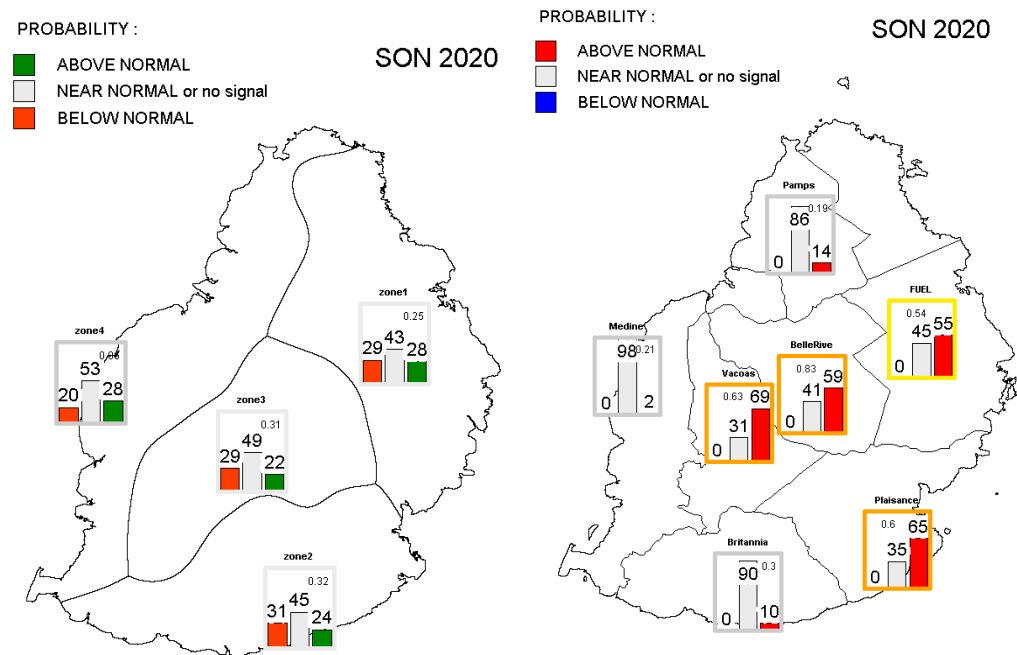 PROBABILITY :
SON 2020
ABOVE NORMAL
NEAR NORMAL or no signal
BELOW NORMAL
zone1
0.25
29 43 28
zone4
0.06
20 53 28
zone3
0.31
29 49 22
zone2
0.32
31 45 24
PROBABILITY :
SON 2020
ABOVE NORMAL
NEAR NORMAL or no signal
BELOW NORMAL
Pamps
0.19
0 86 14
FUEL
0.54
0 45 55
Medine
0.21
0 98 2
BelleRive
0.83
0 41 59
Vacoas
0.63
0 31 69
Plaisance
0.6
0 35 65
Britannia
0.3
0 90 10